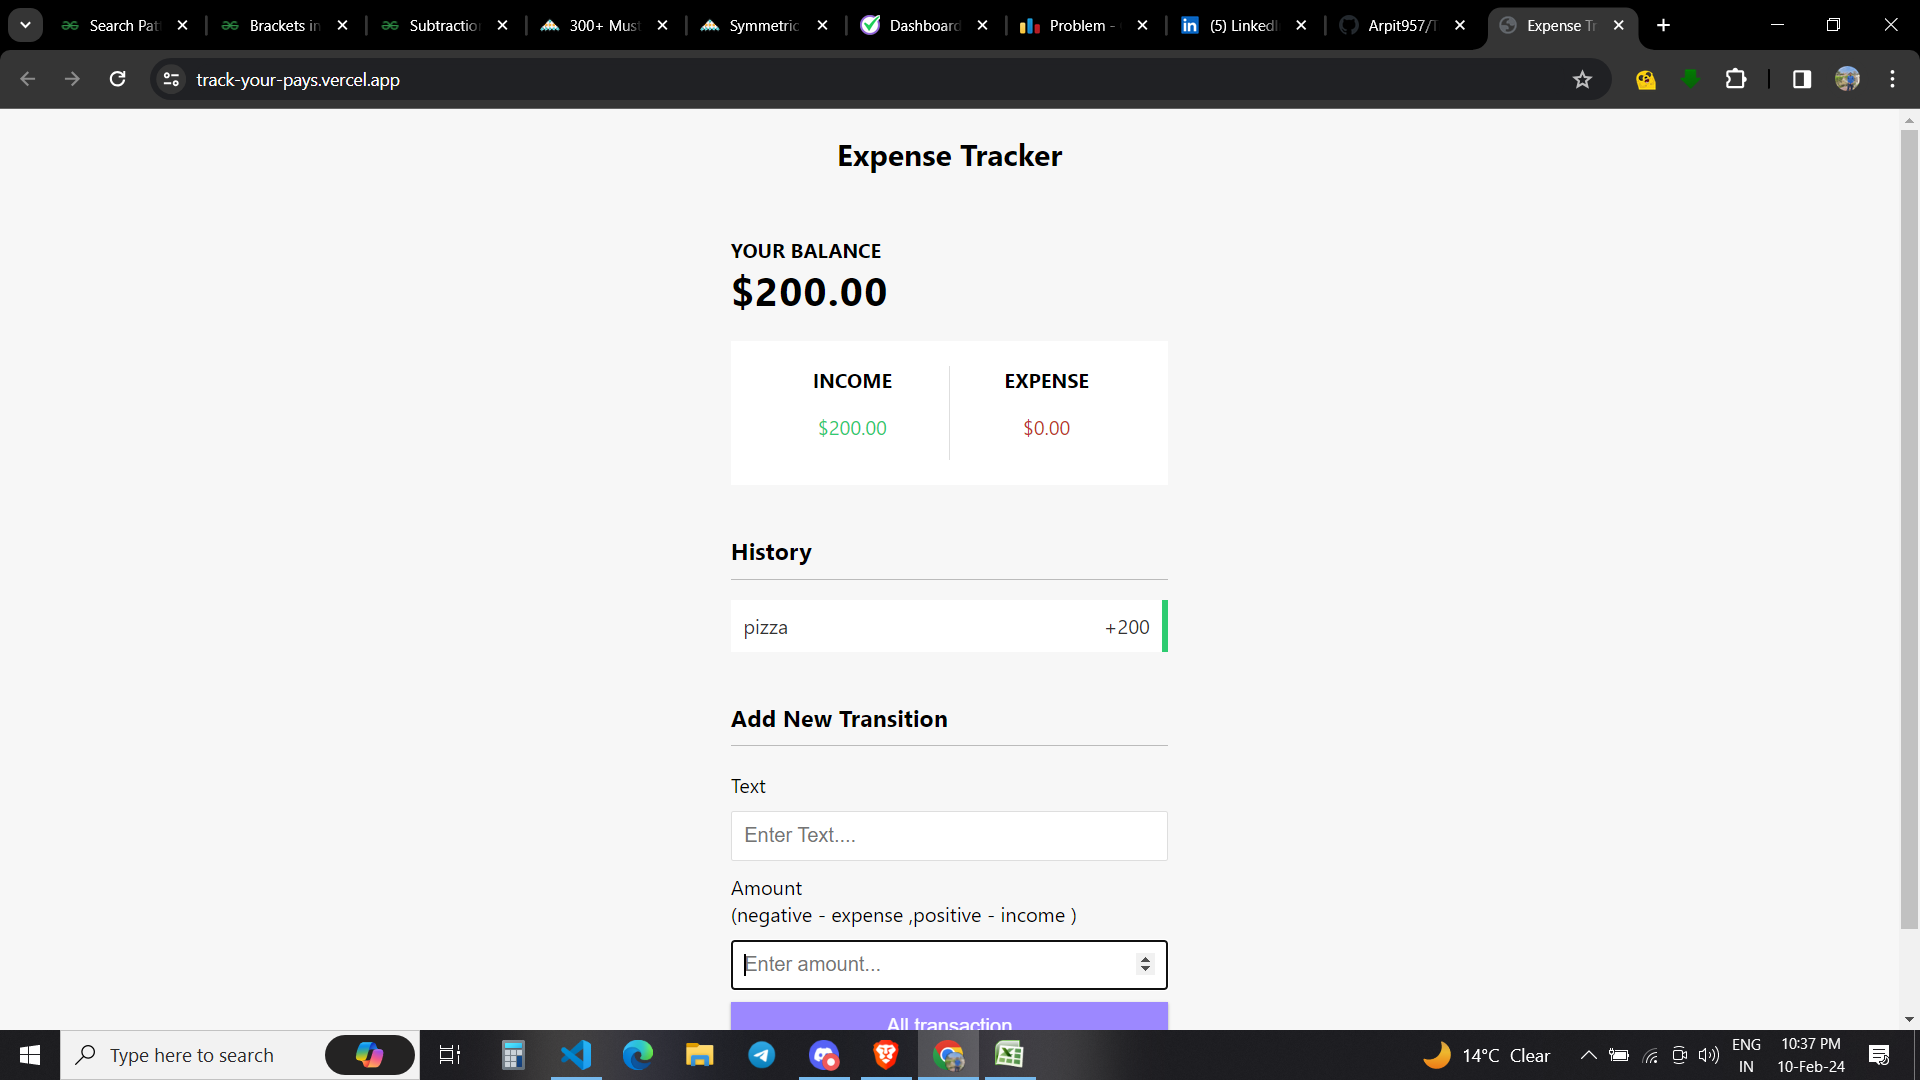 Search Pat
Brackets in
Subtraction
300+ Must
Symmetric
Dashboard
Problem -
(5) LinkedI
Arpit957/T
Expense Tr
track-your-pays.vercel.app
Expense Tracker
YOUR BALANCE
$200.00
INCOME
EXPENSE
$200.00
$0.00
History
pizza
+200
Add New Transition
Text
Enter Text....
Amount
(negative - expense ,positive - income )
Enter amount...
All transaction
Type here to search
14°C Clear
ENG
IN
10:37 PM
10-Feb-24